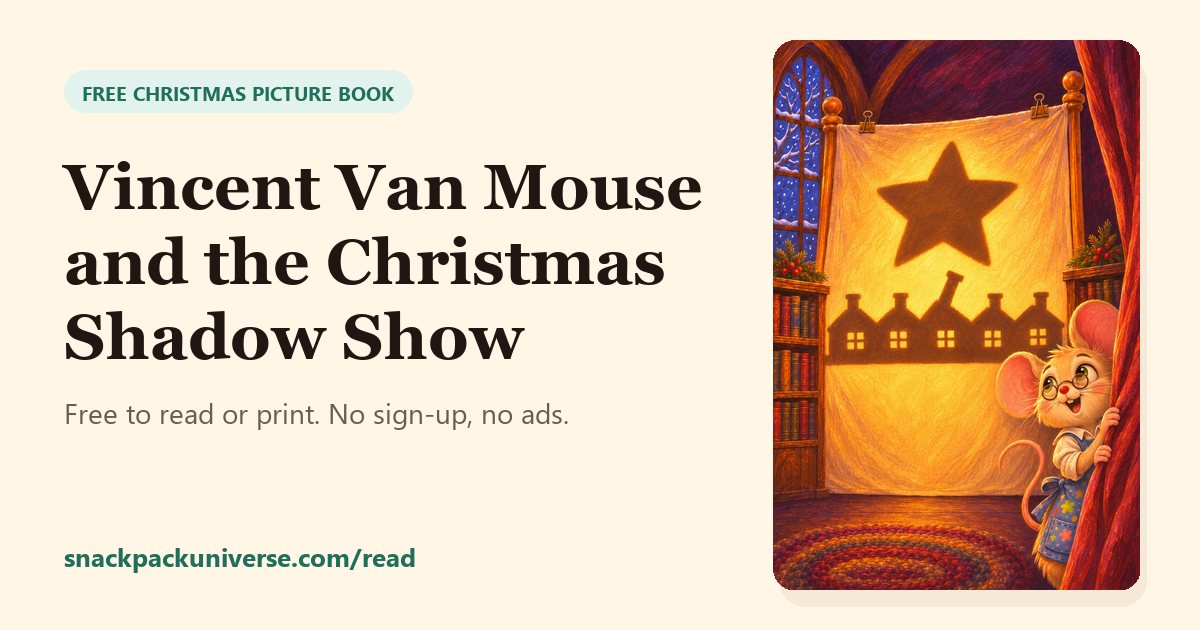 FREE CHRISTMAS PICTURE BOOK
Vincent Van Mouse
and the Christmas
Shadow Show
Free to read or print. No sign-up, no ads.
snackpackuniverse.com/read